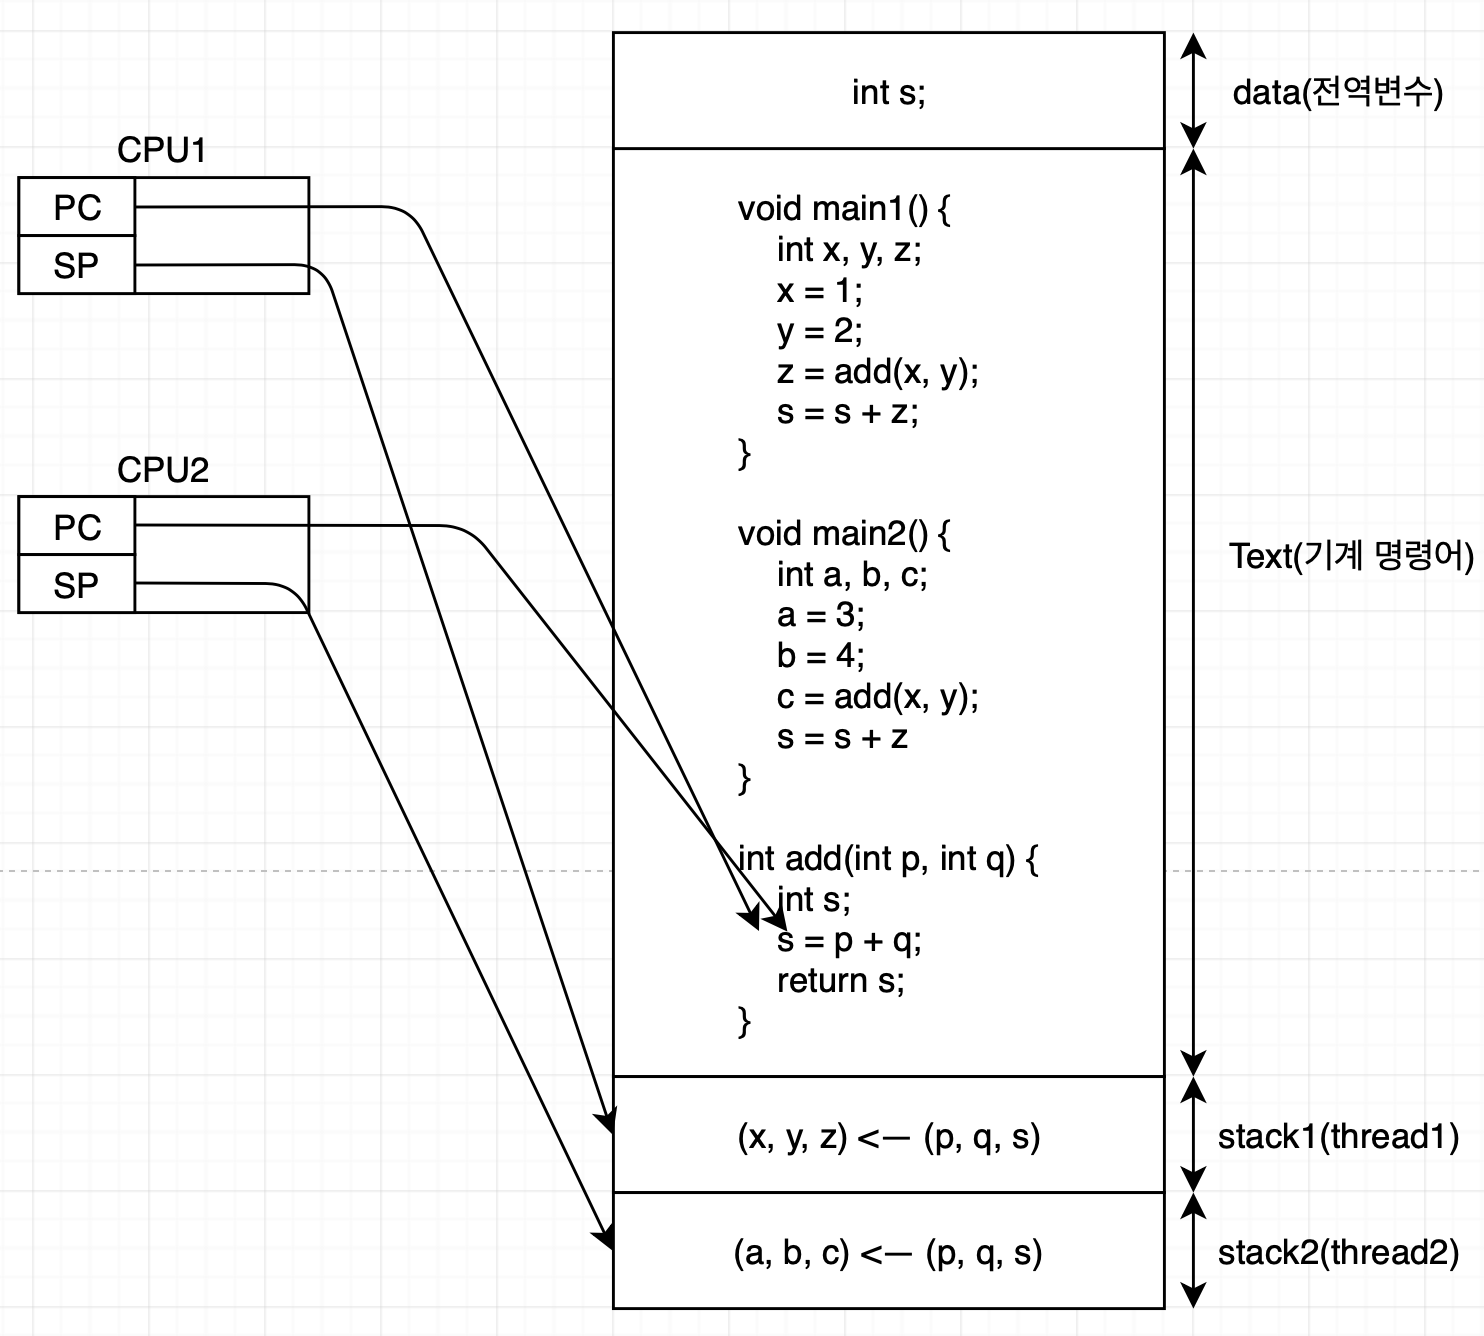 CPU1
PC
SP
CPU2
PC
SP
int s;
data(전역변수)
void main1() {
int x, y, z;
x = 1;
y = 2;
z = add(x, y);
s = s + z;
}
void main2() {
int a, b, c;
a = 3;
b = 4;
c = add(x, y);
s = s + z
}
int add(int p, int q) {
int s;
s = p + q;
return s;
}
Text(기계 명령어)
(x, y, z) <— (p, q, s)
stack1(thread1)
(a, b, c) <— (p, q, s)
stack2(thread2)